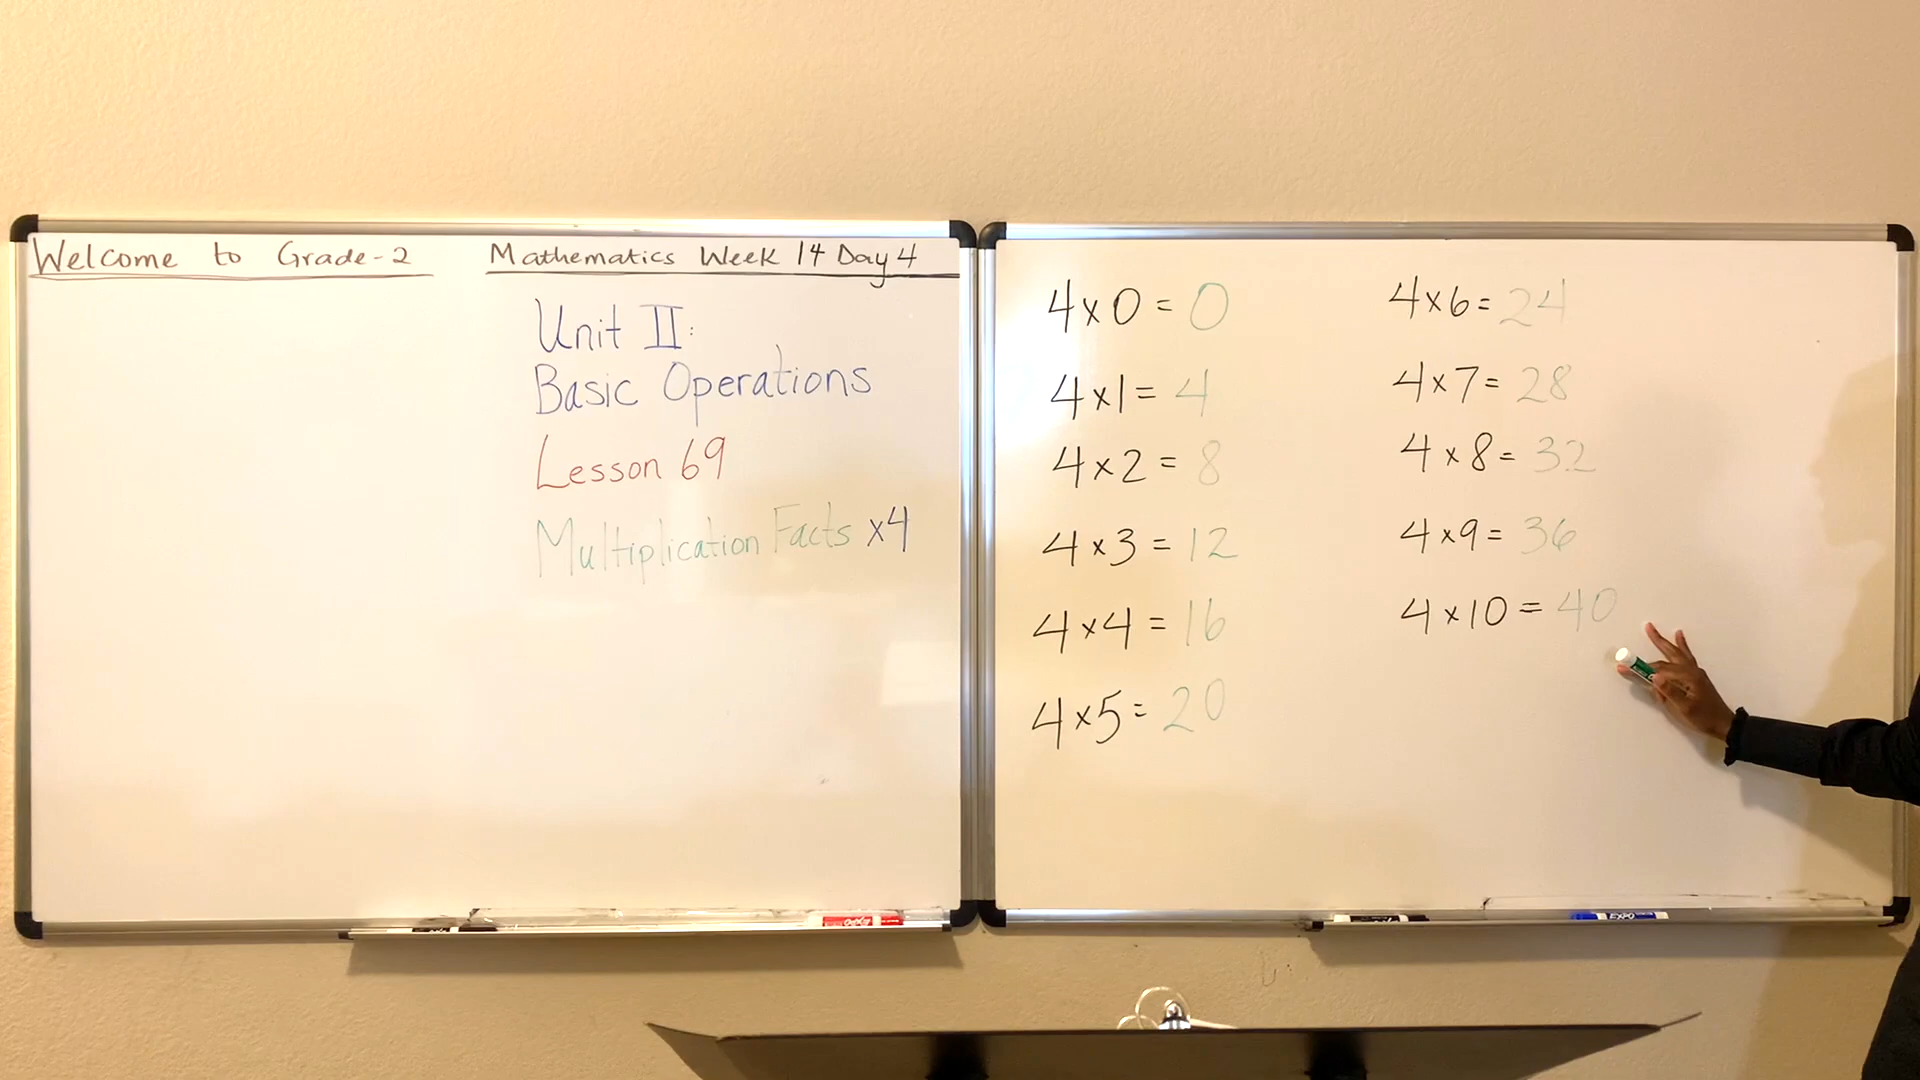 Welcome to Grade-2 Mathematics Week 14 Day 4
Unit II:
Basic Operations
Lesson 69
Multiplication Facts x4
4x0=0
4x1=4
4x2=8
4x3=12
4x4=16
4x5=20
4x6=24
4x7=28
4x8=32
4x9=36
4x10=40
EXPO
EXPO